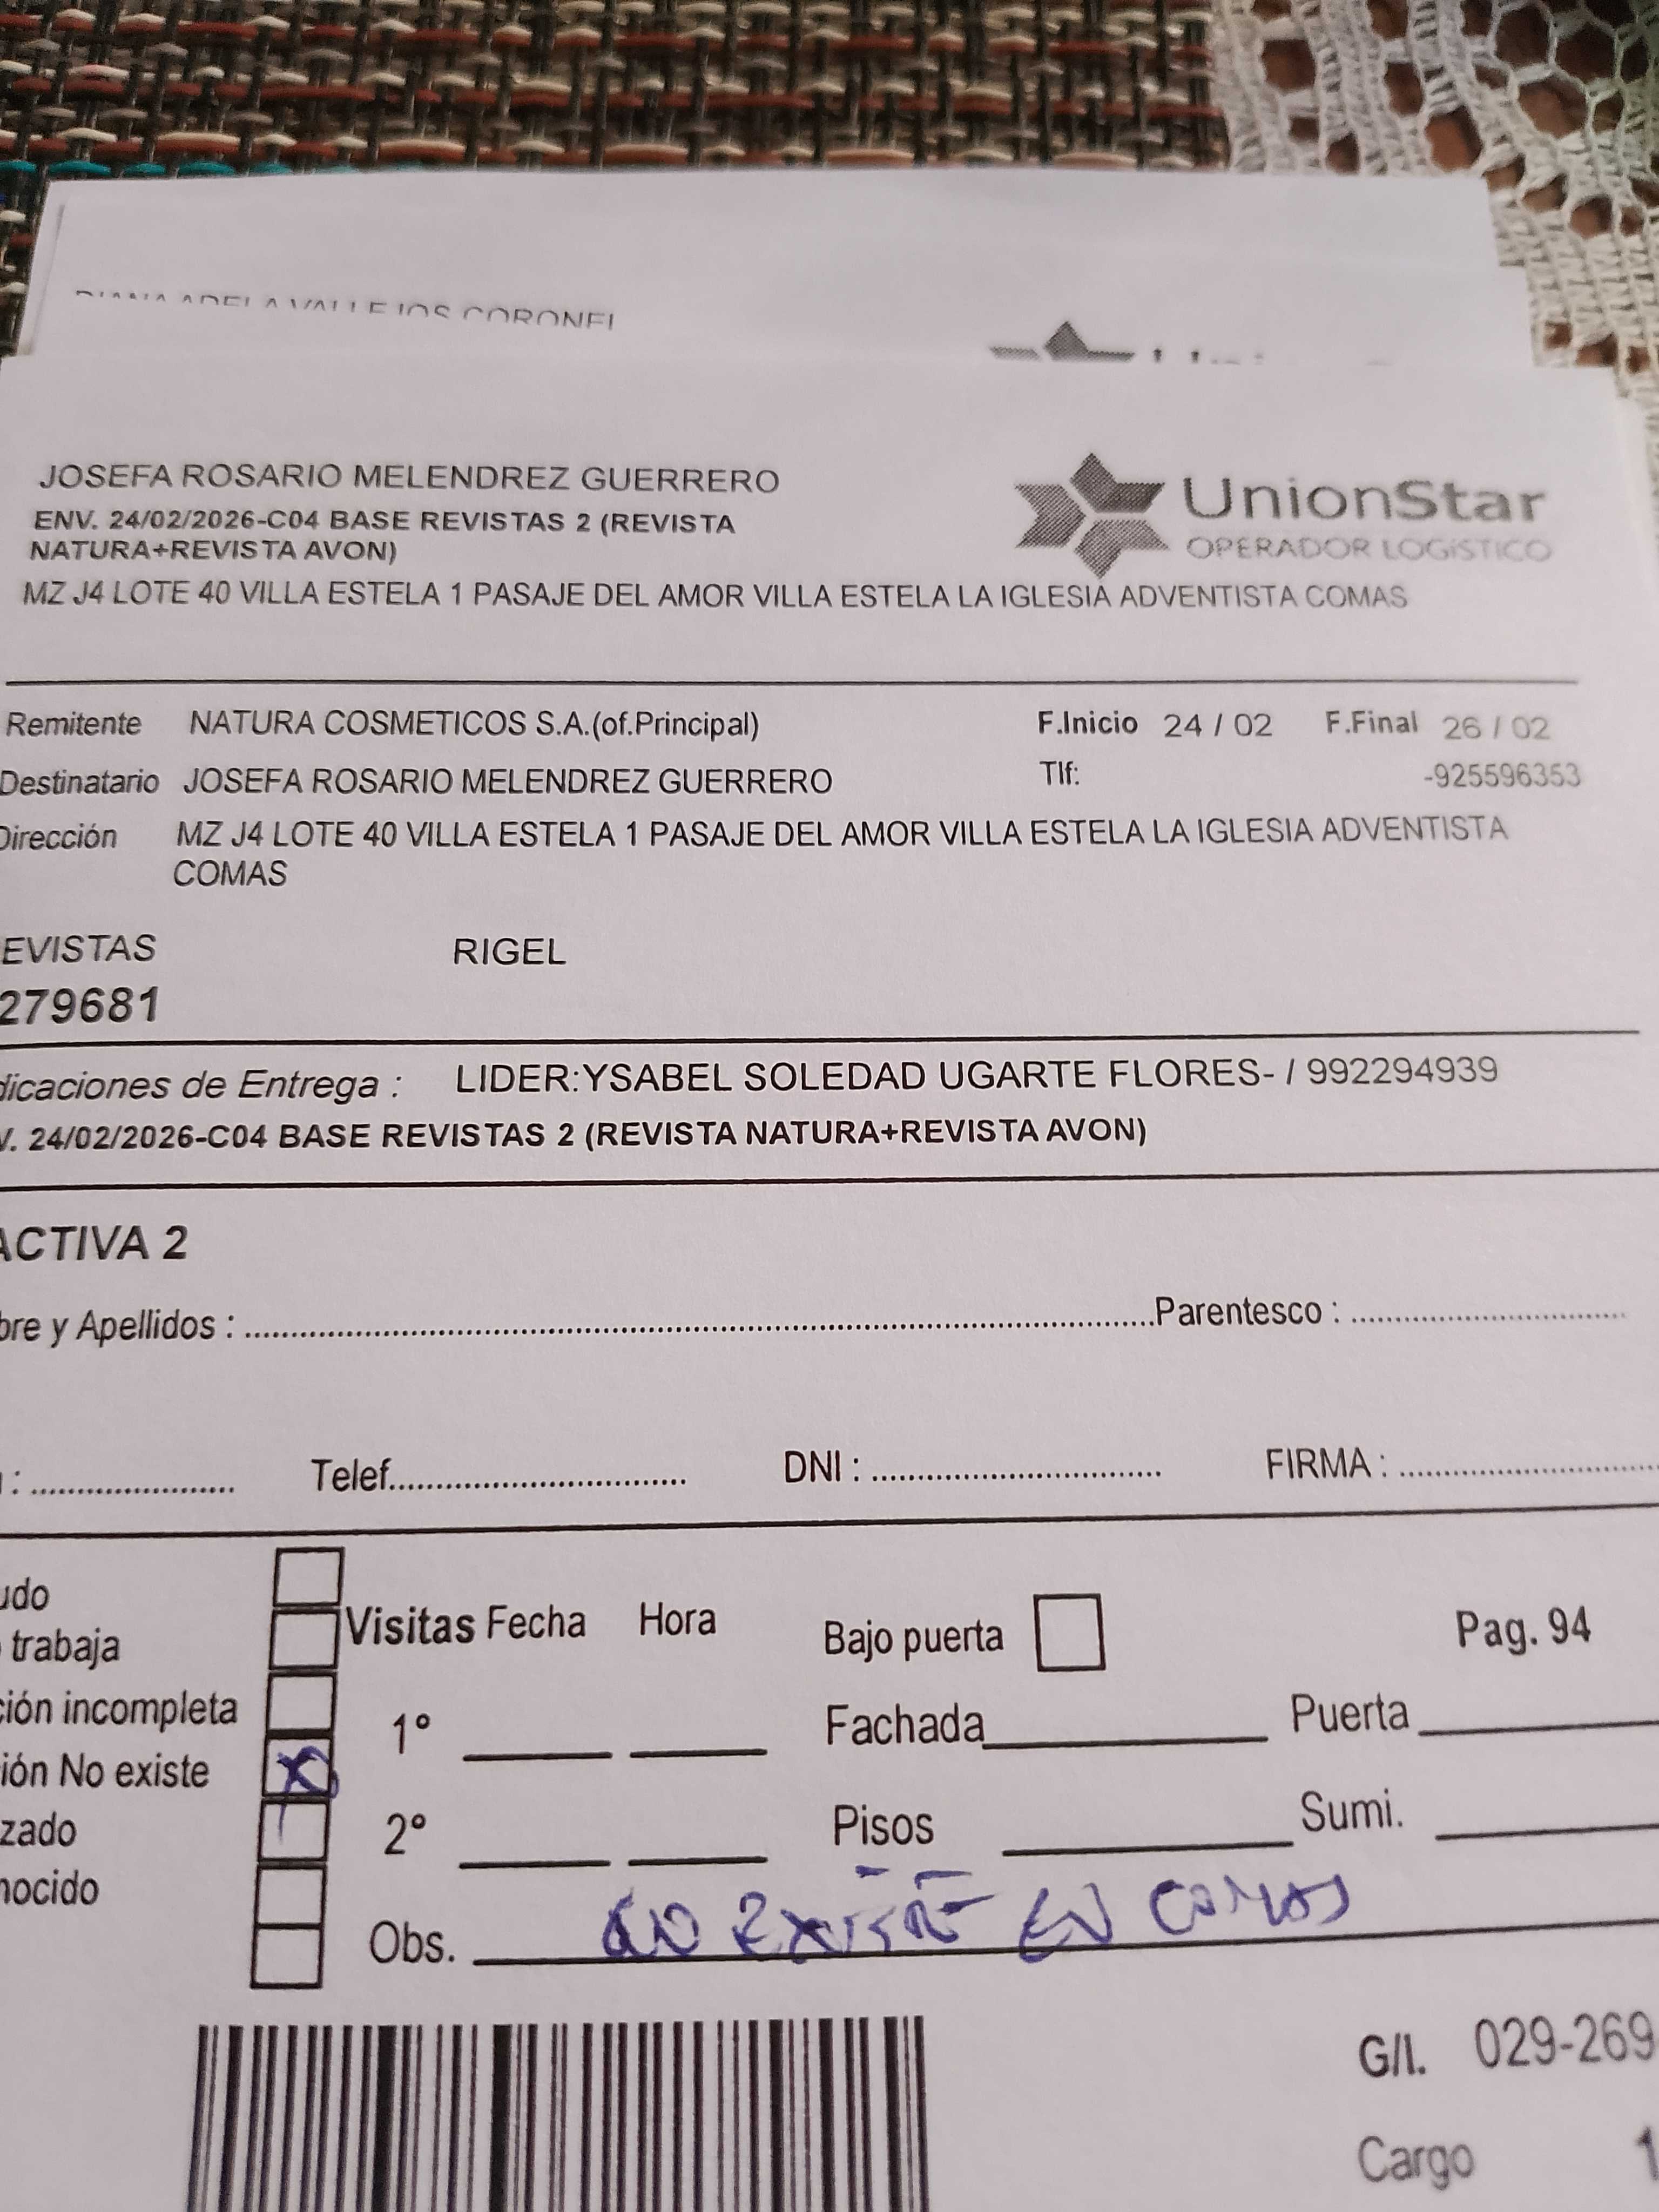 DIANA ADELA VALLEJOS CORONEL
JOSEFA ROSARIO MELENDREZ GUERRERO
ENV. 24/02/2026-C04 BASE REVISTAS 2 (REVISTA
NATURA+REVISTA AVON)
UnionStar
OPERADOR LOGISTICO
MZ J4 LOTE 40 VILLA ESTELA 1 PASAJE DEL AMOR VILLA ESTELA LA IGLESIA ADVENTISTA COMAS
Remitente NATURA COSMETICOS S.A.(of.Principal) F.Inicio 24 / 02 F.Final 26 / 02
Destinatario JOSEFA ROSARIO MELENDREZ GUERRERO Tlf: -925596353
Dirección MZ J4 LOTE 40 VILLA ESTELA 1 PASAJE DEL AMOR VILLA ESTELA LA IGLESIA ADVENTISTA
COMAS
EVISTAS RIGEL
279681
dicaciones de Entrega : LIDER:YSABEL SOLEDAD UGARTE FLORES- / 992294939
V. 24/02/2026-C04 BASE REVISTAS 2 (REVISTA NATURA+REVISTA AVON)
ACTIVA 2
bre y Apellidos : ..........Parentesco : ..........
: .......... Telef.......... DNI : .......... FIRMA : ..........
udo
trabaja Visitas Fecha Hora Bajo puerta Pag. 94
ción incompleta 1° Fachada Puerta
ión No existe X
zado 2° Pisos Sumi.
nocido
Obs. NO EXISTE EN COMAS
G/I. 029-269
Cargo 1